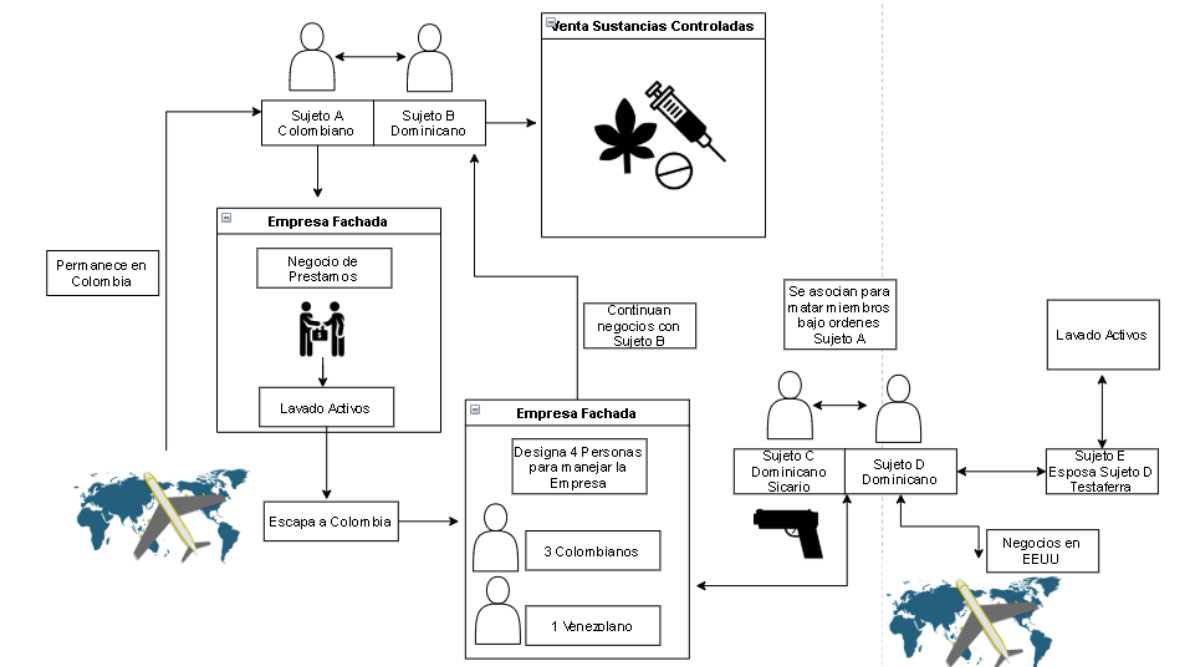 Venta Sustancias Controladas
Sujeto A
Colombiano
Sujeto B
Dominicano
Empresa Fachada
Negocio de
Prestamos
Lavado Activos
Permanece en
Colombia
Escapa a Colombia
Continuan
negocios con
Sujeto B
Empresa Fachada
Designa 4 Personas
para manejar la
Empresa
3 Colombianos
1 Venezolano
Se asocian para
matar miembros
bajo ordenes
Sujeto A
Sujeto C
Dominicano
Sicario
Sujeto D
Dominicano
Lavado Activos
Sujeto E
Esposa Sujeto D
Testaferra
Negocios en
EEUU